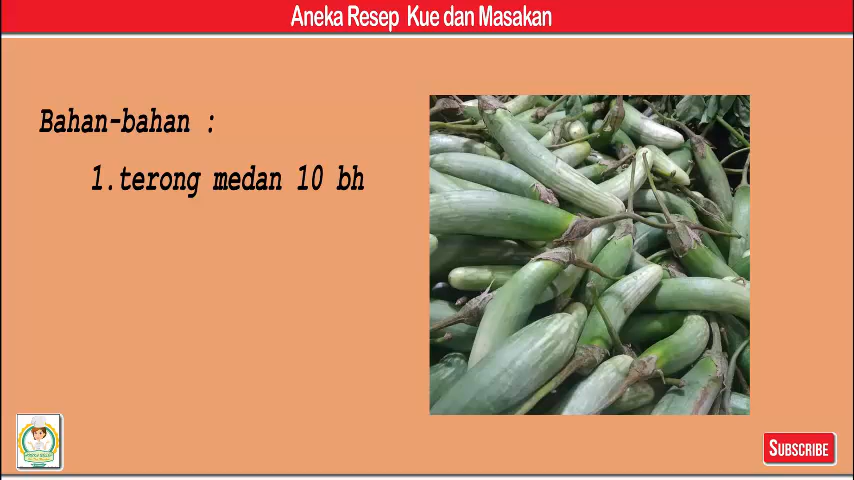 Aneka Resep Kue dan Masakan
Bahan-bahan :
1.terong medan 10 bh
SUBSCRIBE